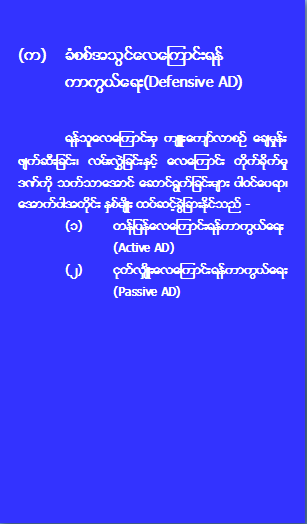 (က) ခံစစ်အသွင်လေကြောင်းရန်
ကာကွယ်ရေး(Defensive AD)
ရန်သူလေကြောင်းမှ ကျူးကျော်လာစဉ် ချေမှုန်း
ဖျက်ဆီးခြင်း၊ လမ်းလွှဲခြင်းနှင့် လေကြောင်း တိုက်ခိုက်မှု
ဒဏ်ကို သက်သာအောင် ဆောင်ရွက်ခြင်းများ ပါဝင်ပေရာ၊
အောက်ပါအတိုင်း နှစ်မျိုး ထပ်ဆင့်ခွဲခြားနိုင်သည် -
(၁) တန်ပြန်လေကြောင်းရန်ကာကွယ်ရေး
(Active AD)
(၂) ငုတ်လျှိုးလေကြောင်းရန်ကာကွယ်ရေး
(Passive AD)